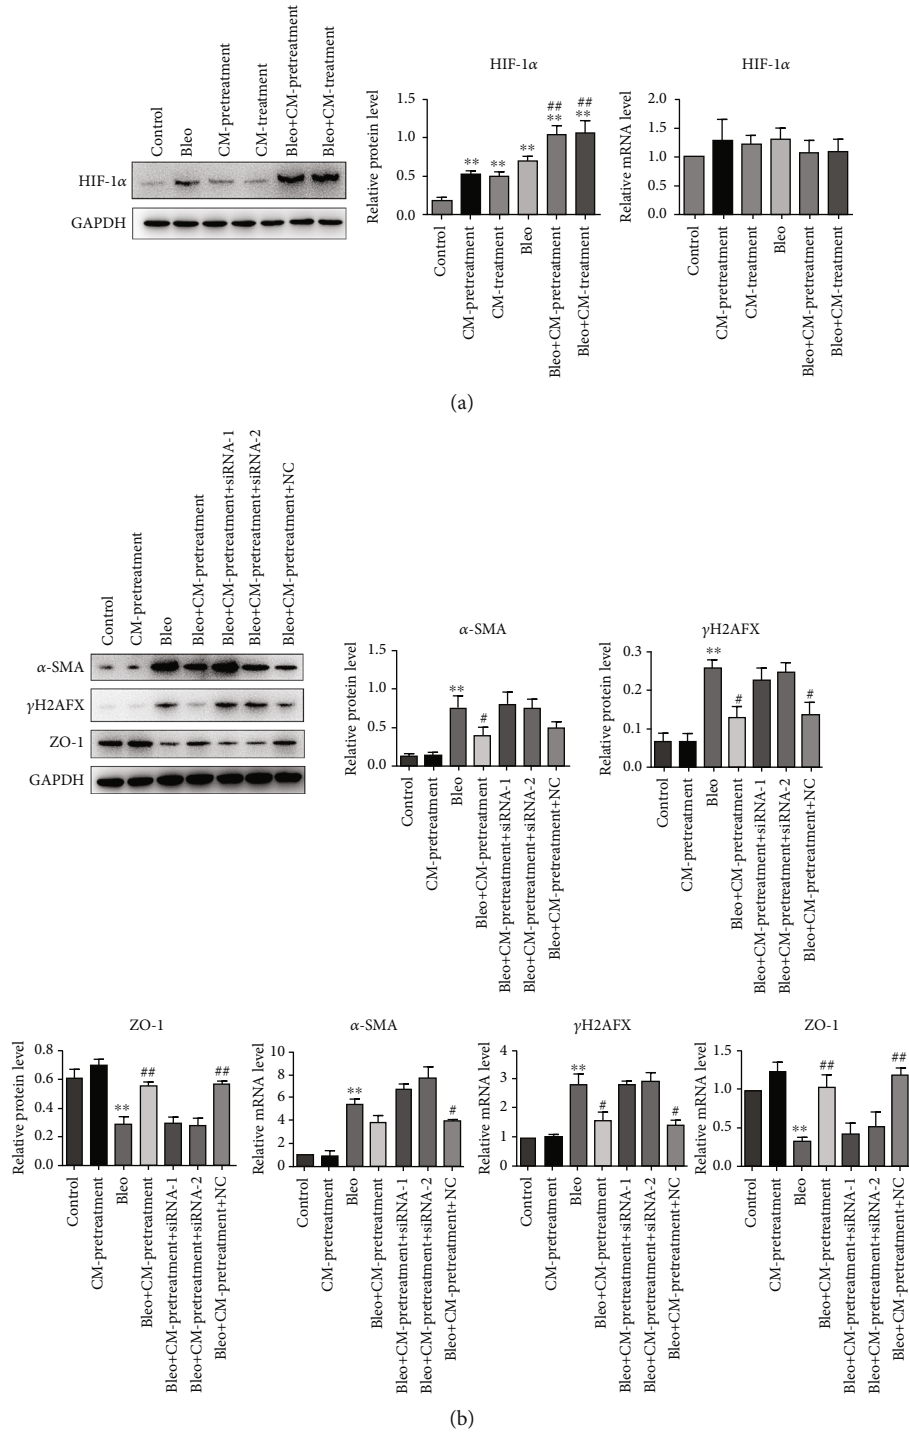 Control
Bleo
CM-pretreatment
CM-treatment
Bleo+CM-pretreatment
Bleo+CM-treatment
HIF-1α
GAPDH
HIF-1α
Relative protein level
1.5
1.0
0.5
0.0
**
**
**
##
**
##
**
Control
CM-pretreatment
CM-treatment
Bleo
Bleo+CM-pretreatment
Bleo+CM-treatment
HIF-1α
Relative mRNA level
2.0
1.5
1.0
0.5
0.0
Control
CM-pretreatment
CM-treatment
Bleo
Bleo+CM-pretreatment
Bleo+CM-treatment
(a)
Control
CM-pretreatment
Bleo
Bleo+CM-pretreatment
Bleo+CM-pretreatment+siRNA-1
Bleo+CM-pretreatment+siRNA-2
Bleo+CM-pretreatment+NC
α-SMA
γH2AFX
ZO-1
GAPDH
α-SMA
Relative protein level
1.5
1.0
0.5
0.0
**
#
Control
CM-pretreatment
Bleo
Bleo+CM-pretreatment
Bleo+CM-pretreatment+siRNA-1
Bleo+CM-pretreatment+siRNA-2
Bleo+CM-pretreatment+NC
γH2AFX
Relative protein level
0.3
0.2
0.1
0.0
**
#
#
Control
CM-pretreatment
Bleo
Bleo+CM-pretreatment
Bleo+CM-pretreatment+siRNA-1
Bleo+CM-pretreatment+siRNA-2
Bleo+CM-pretreatment+NC
ZO-1
Relative protein level
0.8
0.6
0.4
0.2
0.0
**
##
##
Control
CM-pretreatment
Bleo
Bleo+CM-pretreatment
Bleo+CM-pretreatment+siRNA-1
Bleo+CM-pretreatment+siRNA-2
Bleo+CM-pretreatment+NC
α-SMA
Relative mRNA level
10
8
6
4
2
0
**
#
Control
CM-pretreatment
Bleo
Bleo+CM-pretreatment
Bleo+CM-pretreatment+siRNA-1
Bleo+CM-pretreatment+siRNA-2
Bleo+CM-pretreatment+NC
γH2AFX
Relative mRNA level
4
3
2
1
0
**
#
#
Control
CM-pretreatment
Bleo
Bleo+CM-pretreatment
Bleo+CM-pretreatment+siRNA-1
Bleo+CM-pretreatment+siRNA-2
Bleo+CM-pretreatment+NC
ZO-1
Relative mRNA level
1.5
1.0
0.5
0.0
**
##
##
Control
CM-pretreatment
Bleo
Bleo+CM-pretreatment
Bleo+CM-pretreatment+siRNA-1
Bleo+CM-pretreatment+siRNA-2
Bleo+CM-pretreatment+NC
(b)